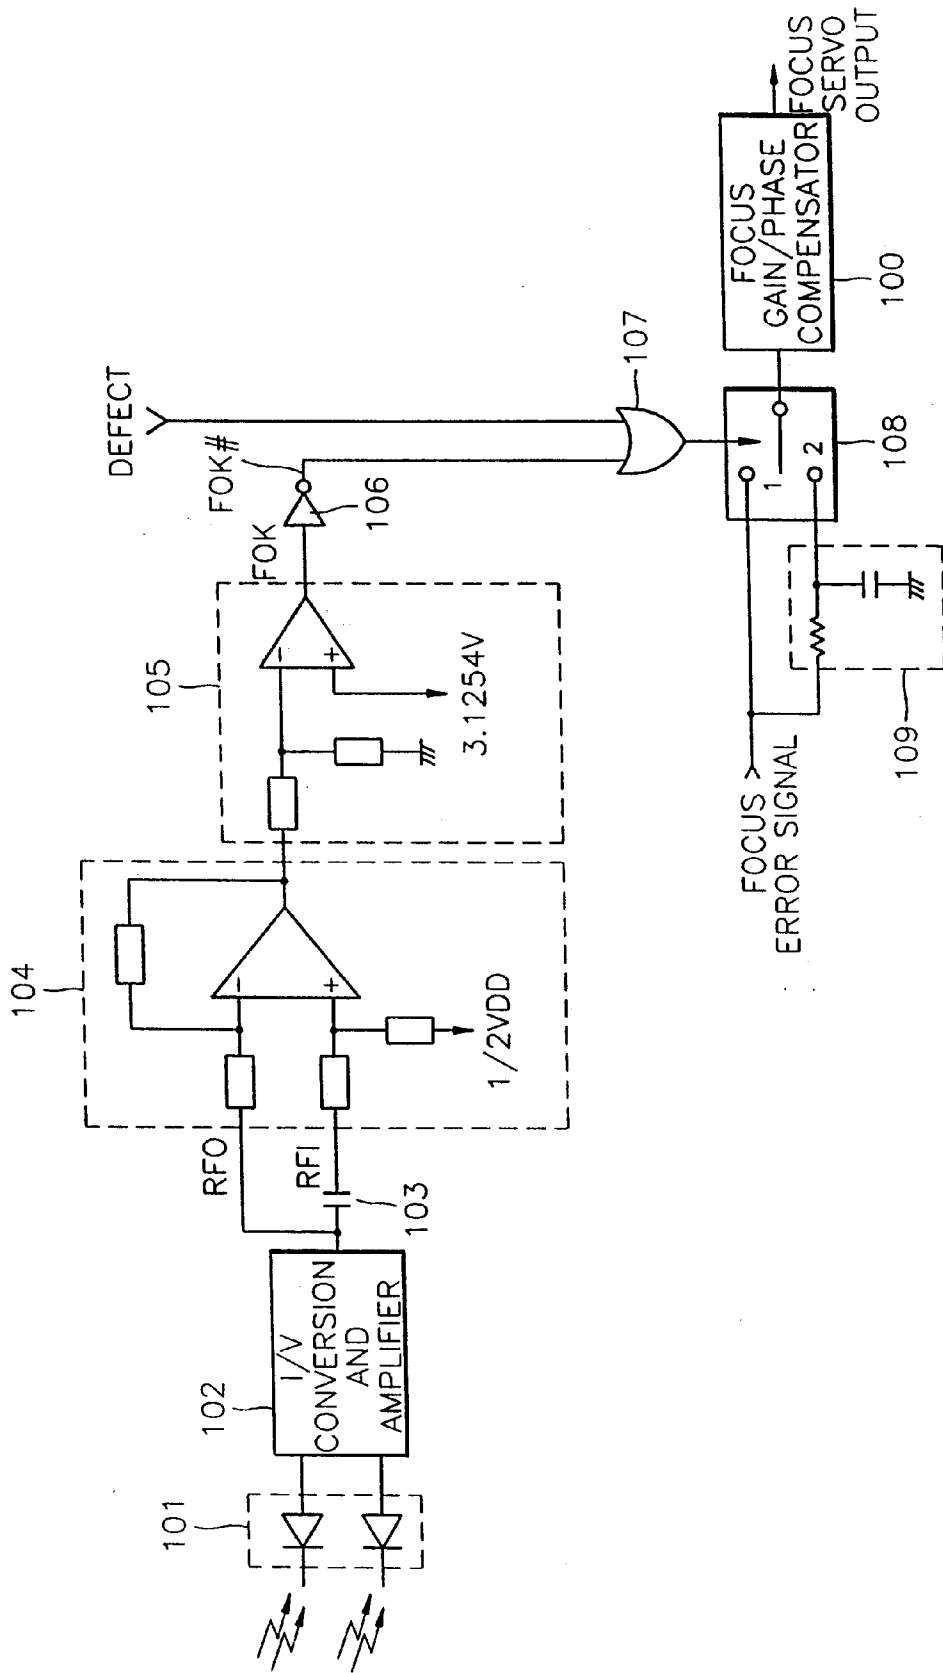 101
102
I/V
CONVERSION
AND
AMPLIFIER
RFO
RFI
103
104
−
+
1/2VDD
105
−
+
3.1254V
FOK
106
FOK#
DEFECT
107
FOCUS
ERROR SIGNAL
109
1
2
108
FOCUS
GAIN/PHASE
COMPENSATOR
100
FOCUS
SERVO
OUTPUT